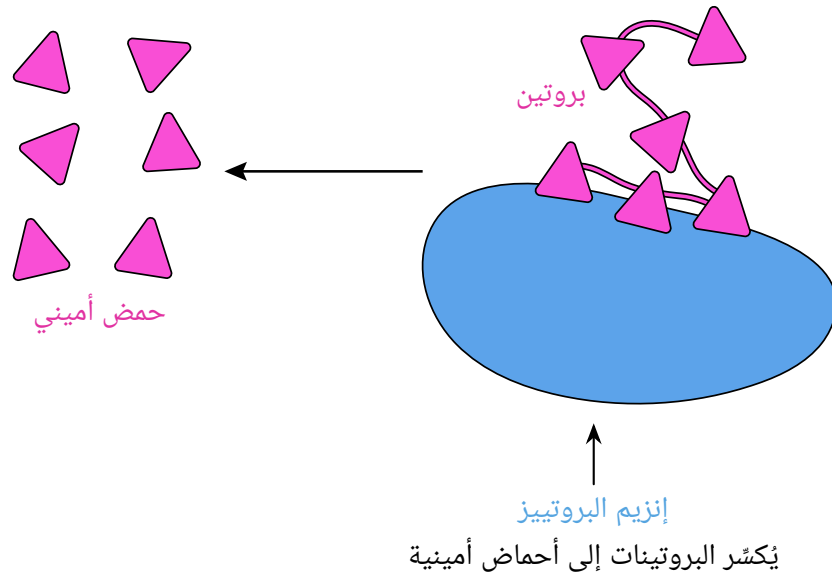 بروتين
حمض أميني
إنزيم البروتييز
يُكسِّر البروتينات إلى أحماض أمينية